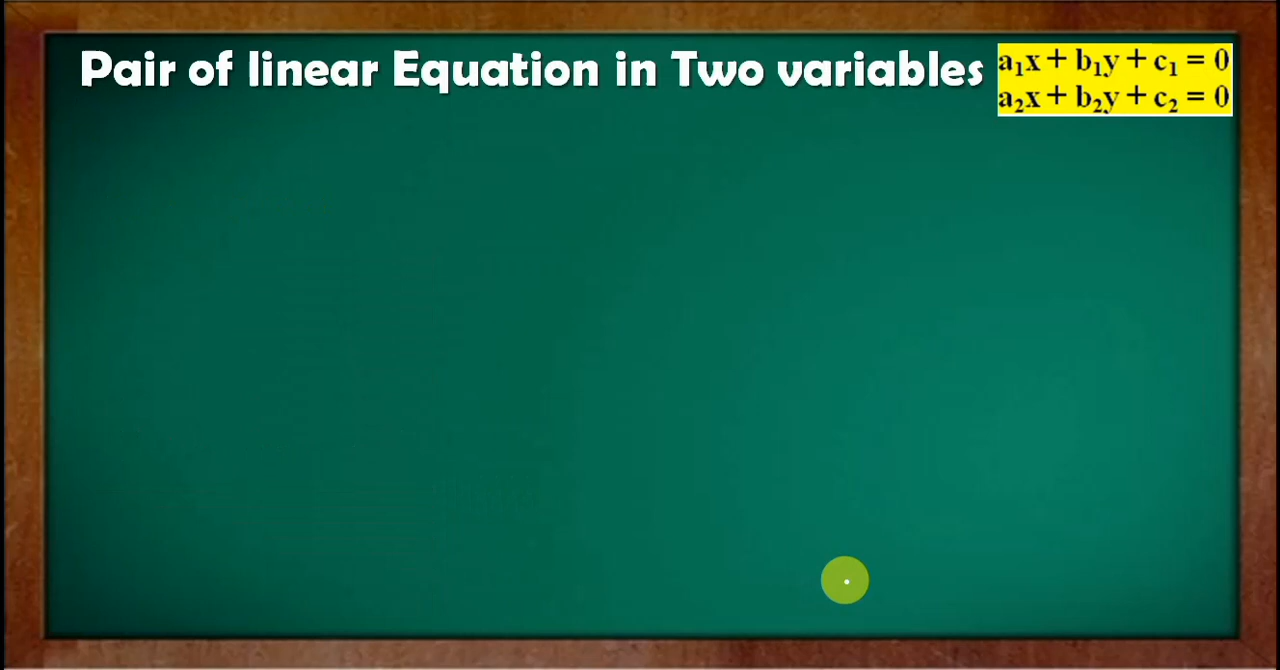 Pair of linear Equation in Two variables
a₁x + b₁y + c₁ = 0
a₂x + b₂y + c₂ = 0